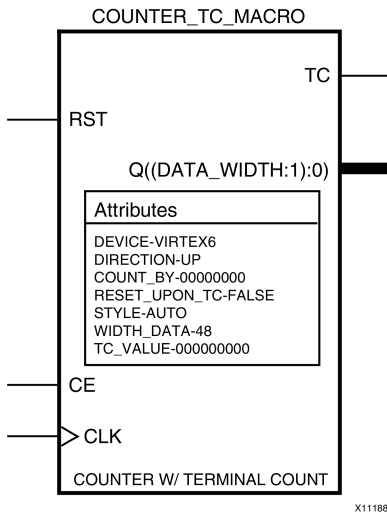 COUNTER_TC_MACRO
TC
RST
Q((DATA_WIDTH:1):0)
Attributes
DEVICE-VIRTEX6
DIRECTION-UP
COUNT_BY-00000000
RESET_UPON_TC-FALSE
STYLE-AUTO
WIDTH_DATA-48
TC_VALUE-000000000
CE
CLK
COUNTER W/ TERMINAL COUNT
X11188